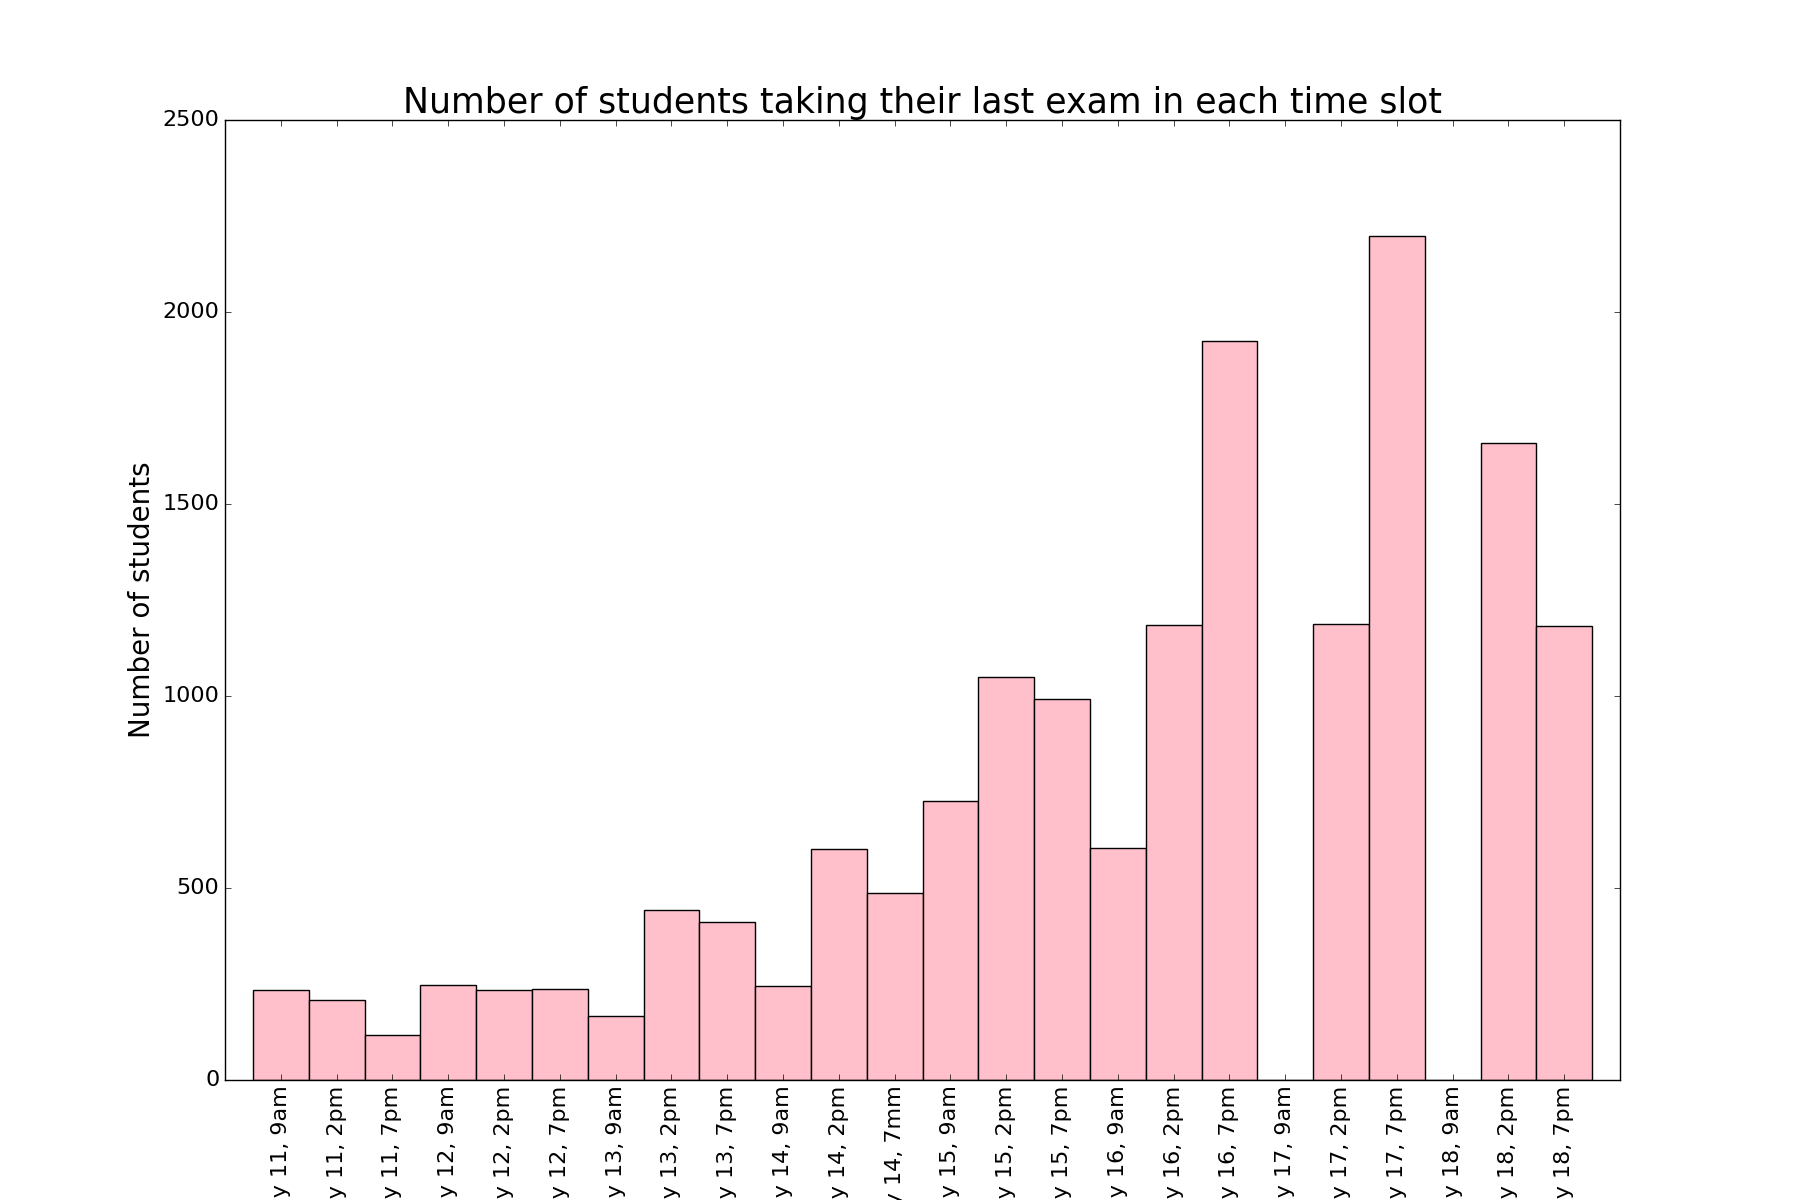 Number of students taking their last exam in each time slot
Number of students
2500
2000
1500
1000
500
0
y 11, 9am
y 11, 2pm
y 11, 7pm
y 12, 9am
y 12, 2pm
y 12, 7pm
y 13, 9am
y 13, 2pm
y 13, 7pm
y 14, 9am
y 14, 2pm
y 14, 7mm
y 15, 9am
y 15, 2pm
y 15, 7pm
y 16, 9am
y 16, 2pm
y 16, 7pm
y 17, 9am
y 17, 2pm
y 17, 7pm
y 18, 9am
y 18, 2pm
y 18, 7pm